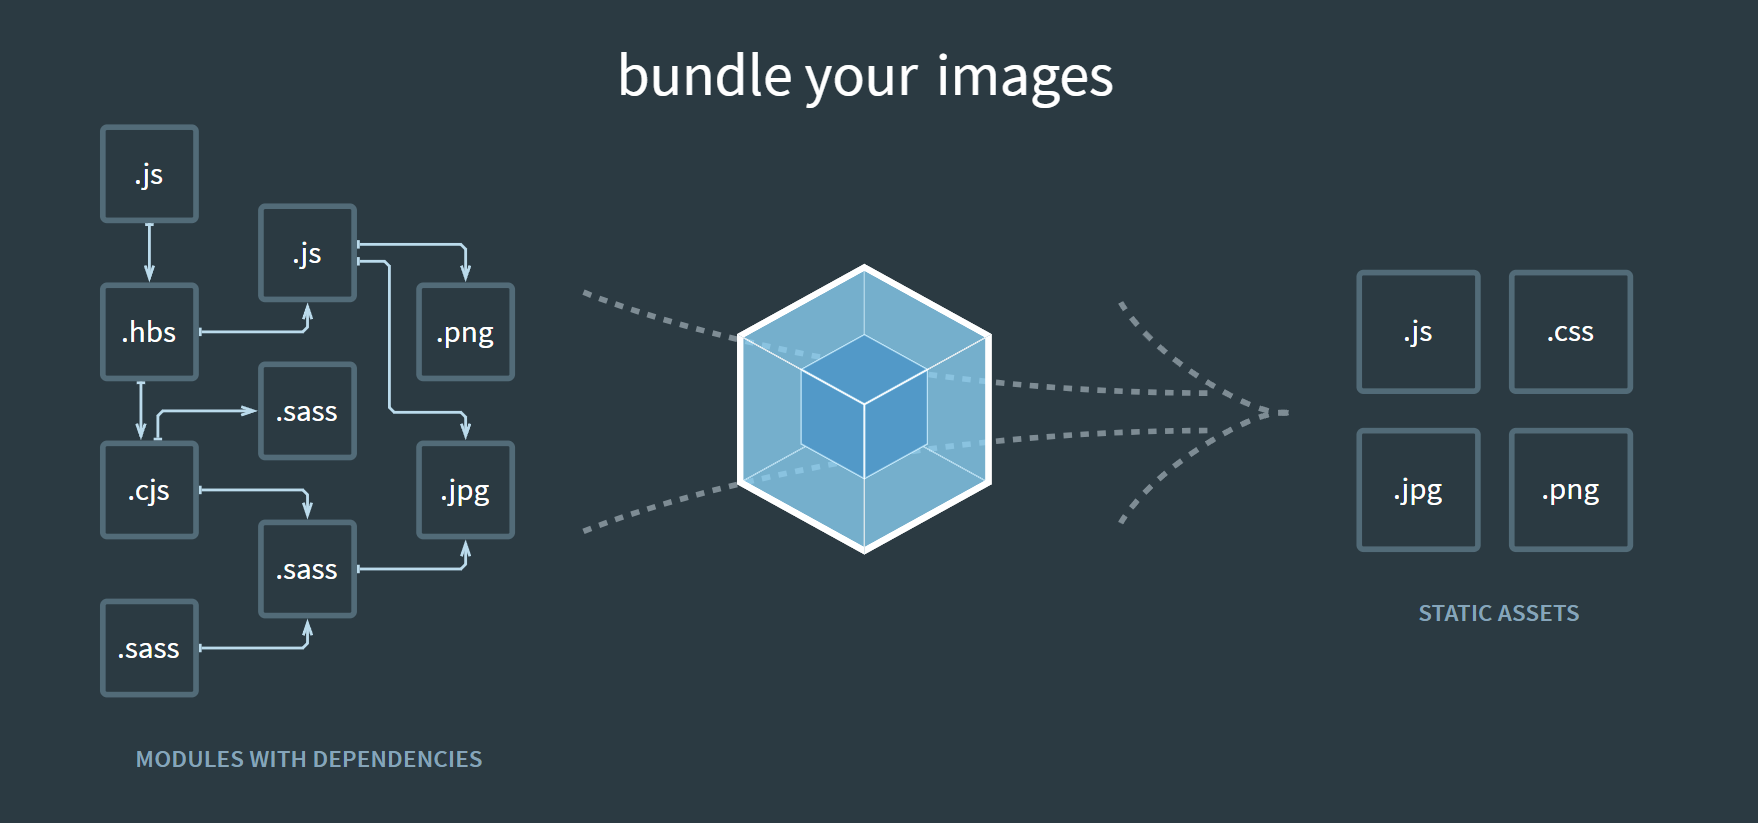 bundle your images
.js
.js
.hbs
.png
.sass
.cjs
.jpg
.sass
.sass
MODULES WITH DEPENDENCIES
.js
.css
.jpg
.png
STATIC ASSETS